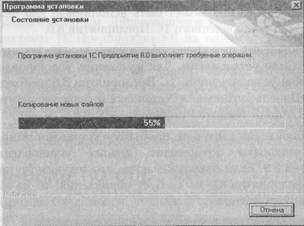 Программа установки
Состояние установки
Программа установки 1С Предприятие 8.0 выполняет требуемые операции.
Копирование новых файлов
55%
Отмена